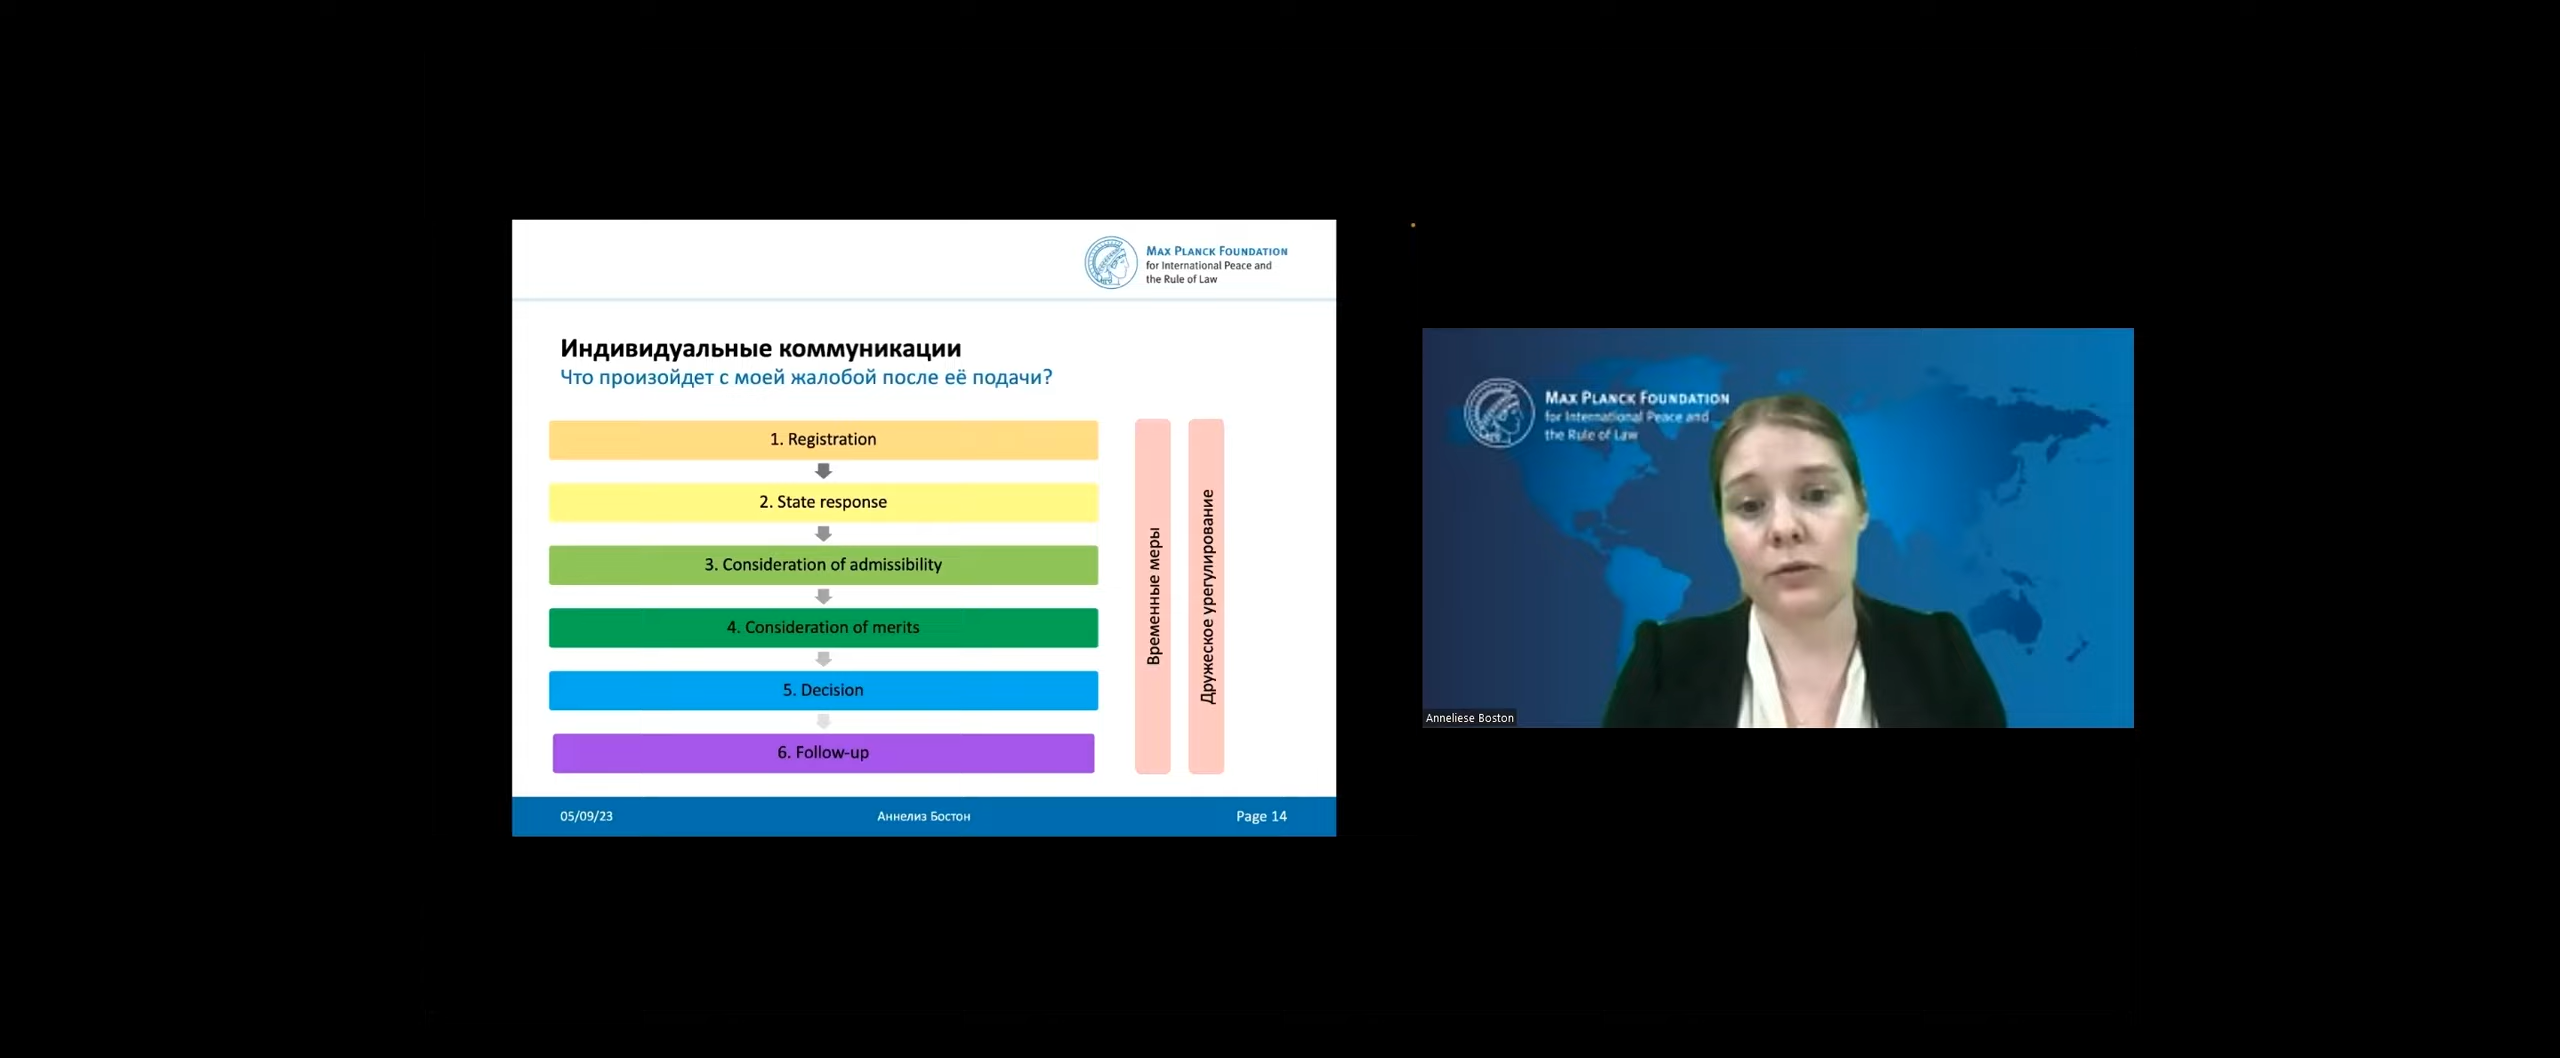 MAX PLANCK FOUNDATION
for International Peace and
the Rule of Law
Индивидуальные коммуникации
Что произойдет с моей жалобой после её подачи?
1. Registration
2. State response
3. Consideration of admissibility
4. Consideration of merits
5. Decision
6. Follow-up
Временные меры
Дружеское урегулирование
05/09/23
Аннелиз Бостон
Page 14
MAX PLANCK FOUNDATION
for International Peace and
the Rule of Law
Anneliese Boston